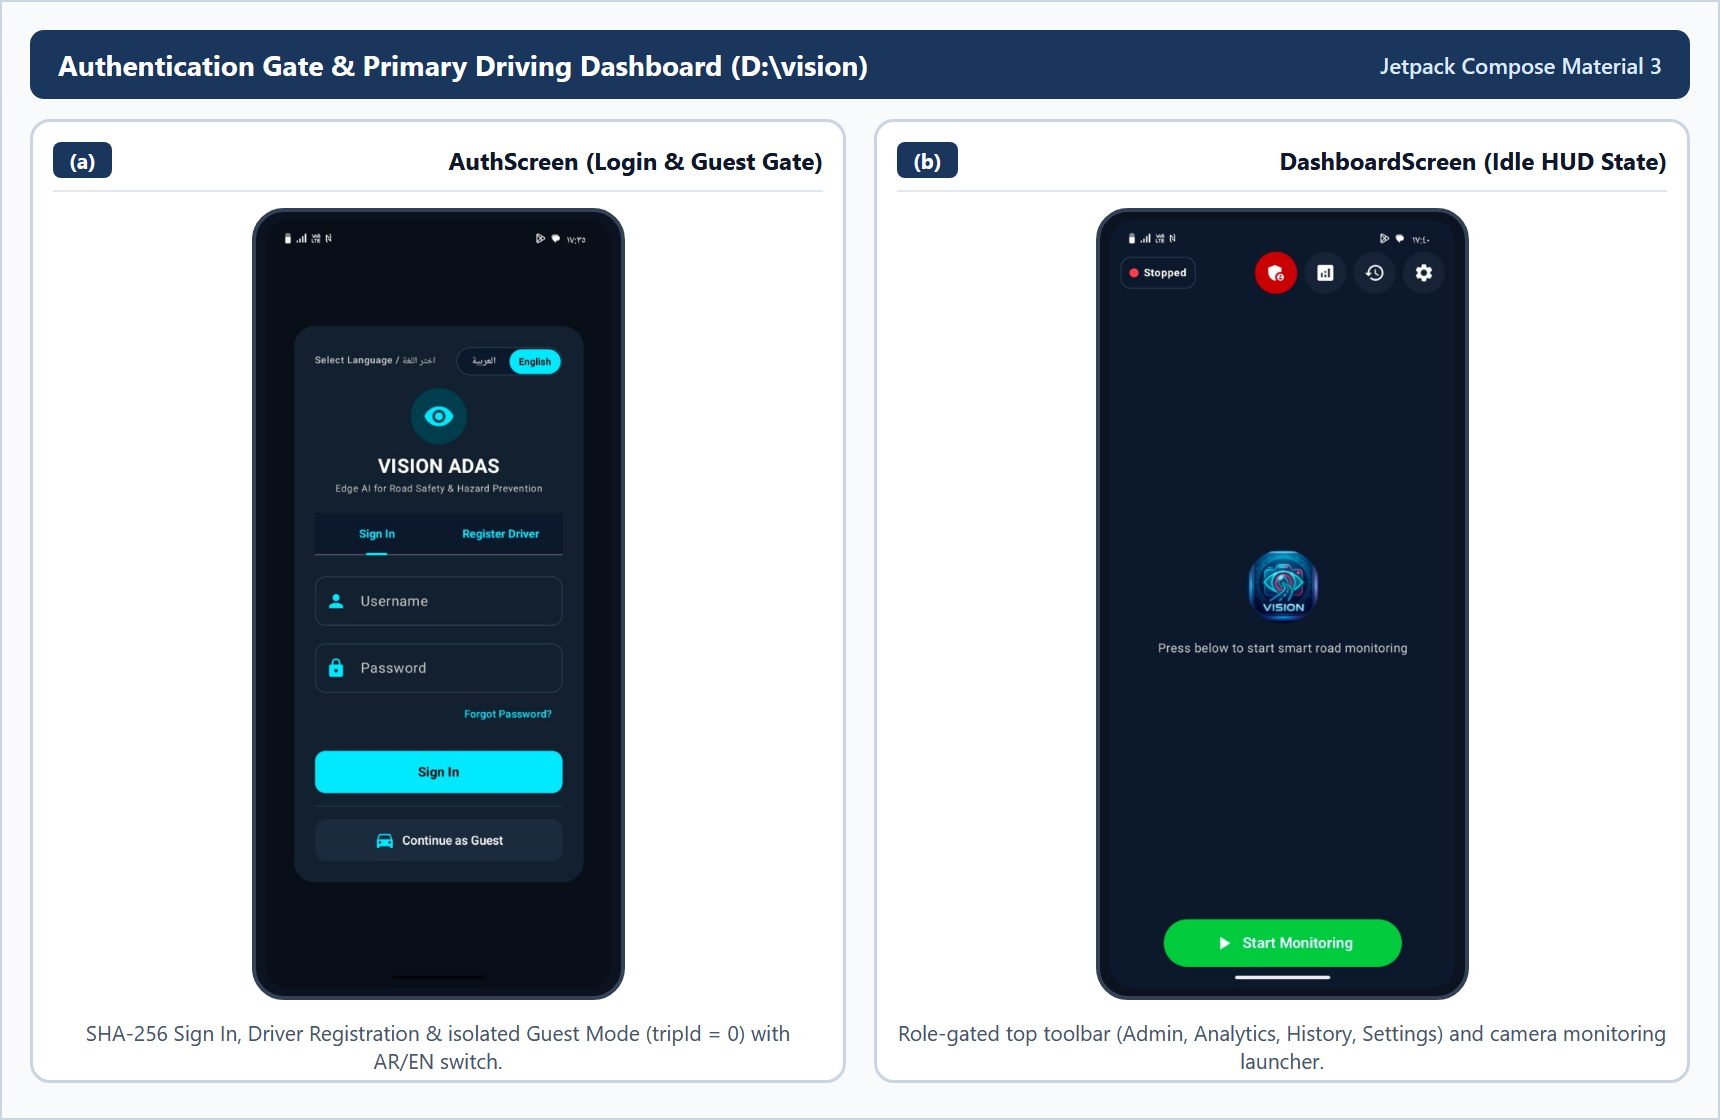 Authentication Gate & Primary Driving Dashboard (D:\vision)
Jetpack Compose Material 3
(a)
AuthScreen (Login & Guest Gate)
١٧:٣٥
Select Language / اختر اللغة
العربية
English
VISION ADAS
Edge AI for Road Safety & Hazard Prevention
Sign In
Register Driver
Username
Password
Forgot Password?
Sign In
Continue as Guest
SHA-256 Sign In, Driver Registration & isolated Guest Mode (tripId = 0) with
AR/EN switch.
(b)
DashboardScreen (Idle HUD State)
١٧:٤٠
Stopped
VISION
Press below to start smart road monitoring
Start Monitoring
Role-gated top toolbar (Admin, Analytics, History, Settings) and camera monitoring
launcher.